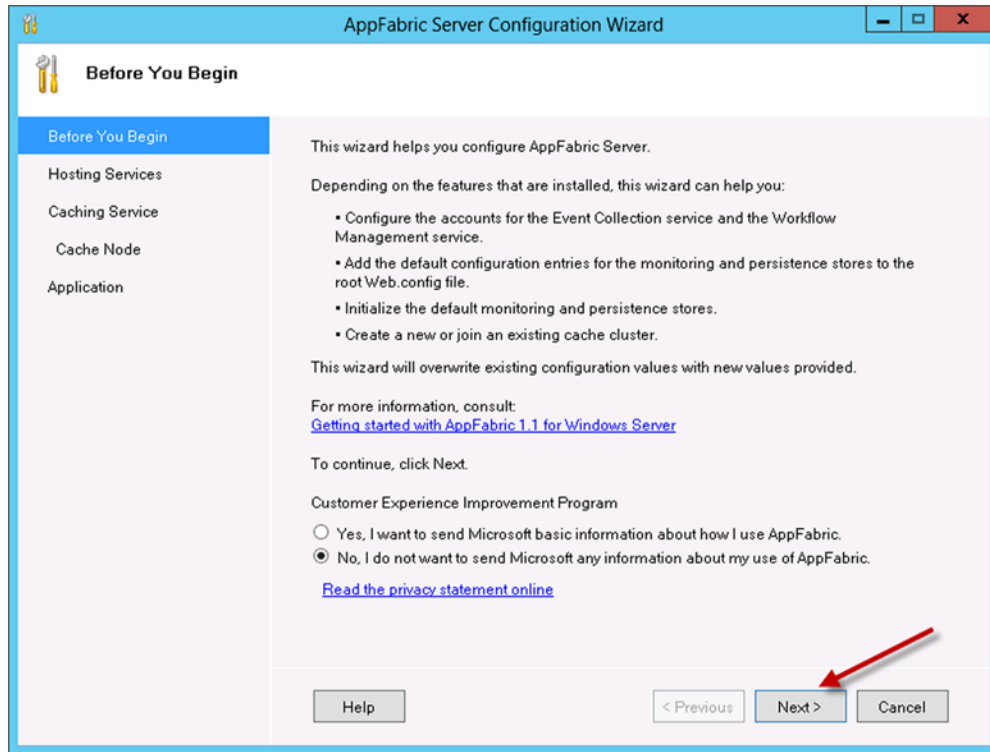 AppFabric Server Configuration Wizard
Before You Begin
Before You Begin
Hosting Services
Caching Service
Cache Node
Application
This wizard helps you configure AppFabric Server.
Depending on the features that are installed, this wizard can help you:
▪ Configure the accounts for the Event Collection service and the Workflow
Management service.
▪ Add the default configuration entries for the monitoring and persistence stores to the
root Web.config file.
▪ Initialize the default monitoring and persistence stores.
▪ Create a new or join an existing cache cluster.
This wizard will overwrite existing configuration values with new values provided.
For more information, consult:
Getting started with AppFabric 1.1 for Windows Server
To continue, click Next.
Customer Experience Improvement Program
Yes, I want to send Microsoft basic information about how I use AppFabric.
No, I do not want to send Microsoft any information about my use of AppFabric.
Read the privacy statement online
Help
< Previous
Next >
Cancel